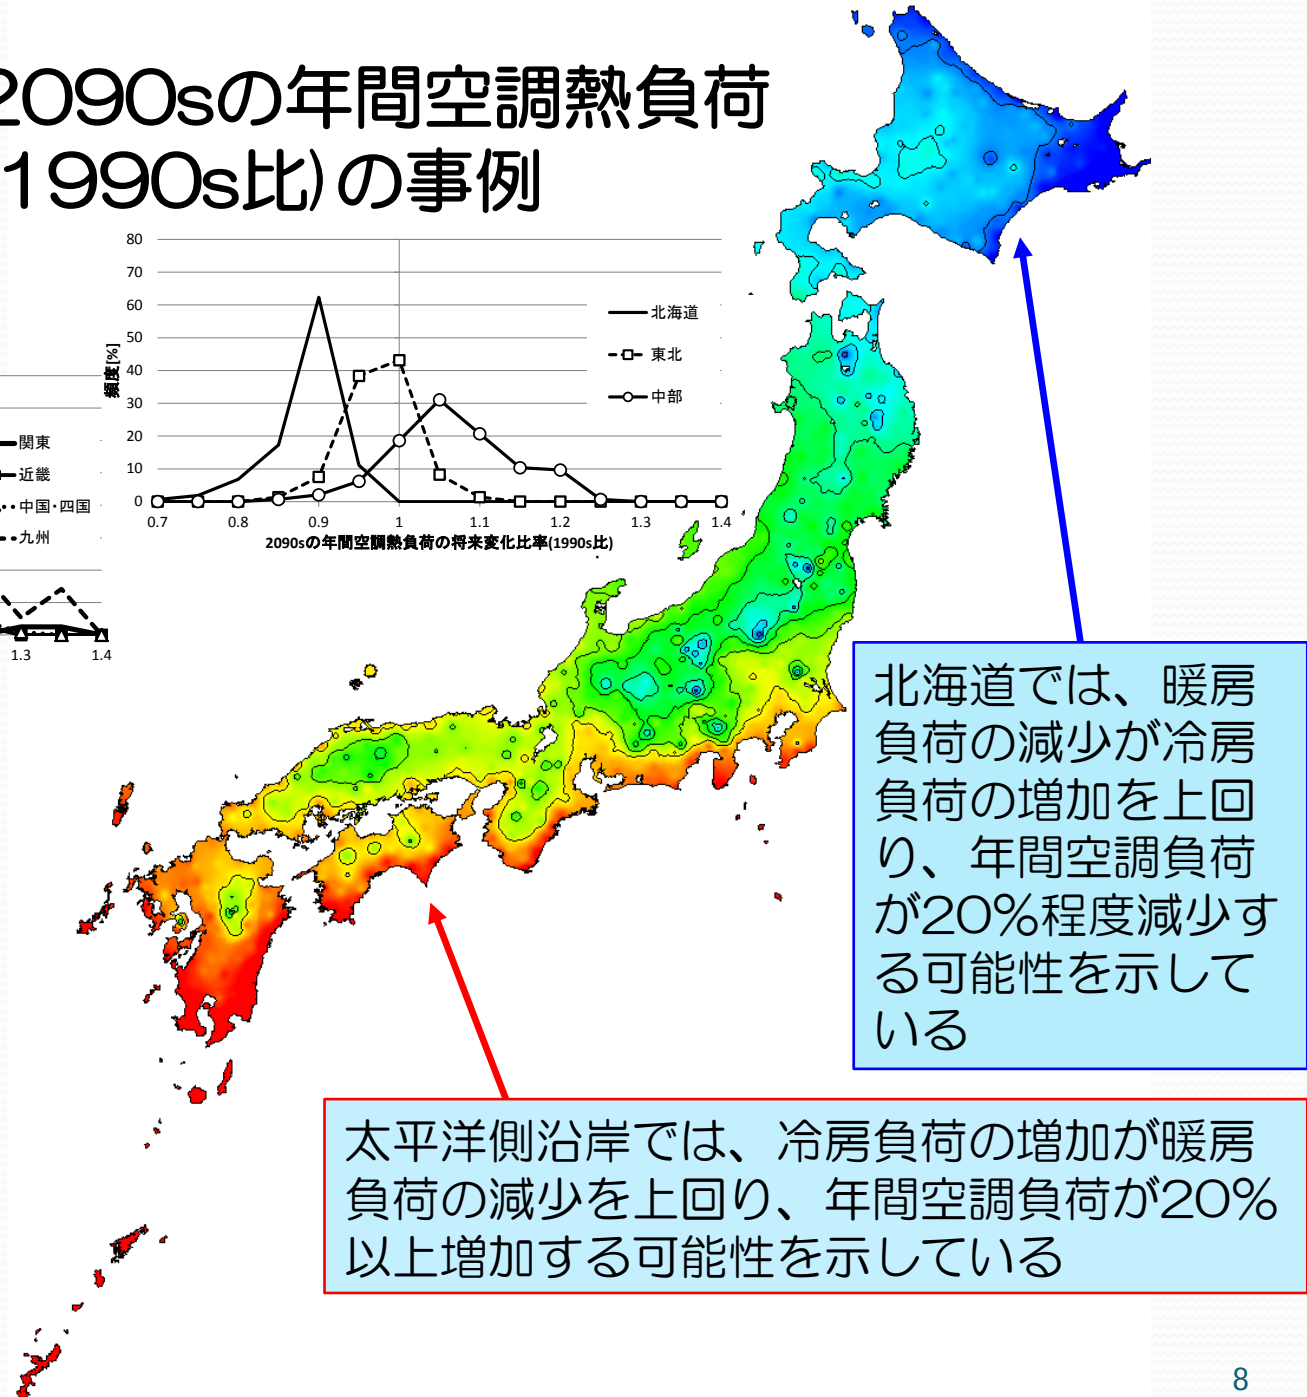 2090sの年間空調熱負荷
1990s比)の事例
80
70
60
50
40
30
20
10
0
頻度[%]
0.7 0.8 0.9 1 1.1 1.2 1.3 1.4
2090sの年間空調熱負荷の将来変化比率(1990s比)
北海道
東北
中部
関東
近畿
中国・四国
九州
1.3 1.4
北海道では、暖房
負荷の減少が冷房
負荷の増加を上回
り、年間空調負荷
が20%程度減少す
る可能性を示して
いる
太平洋側沿岸では、冷房負荷の増加が暖房
負荷の減少を上回り、年間空調負荷が20%
以上増加する可能性を示している
8